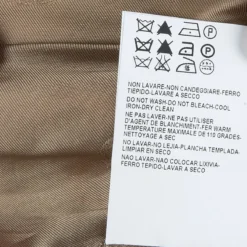 NON LAVARE-NON CANDEGGIARE-FERRO
TIEPIDO-LAVARE A SECCO
DO NOT WASH-DO NOT BLEACH-COOL
IRON-DRY CLEAN
NE PAS LAVER-NE PAS UTILISER
D'AGENT DE BLANCHIMENT-FER WARM
TEMPERATURE MAXIMALE DE 110 GRADES-
NETTOYAGE A SEC
NO LAVAR-NO LEJIA-PLANCHA TEMPLADA
LIMPIAR EN SECO
NAO LAVAR-NAO COLOCAR LIXIVIA-
FERRO TEPIDO-LAVAR A SECO